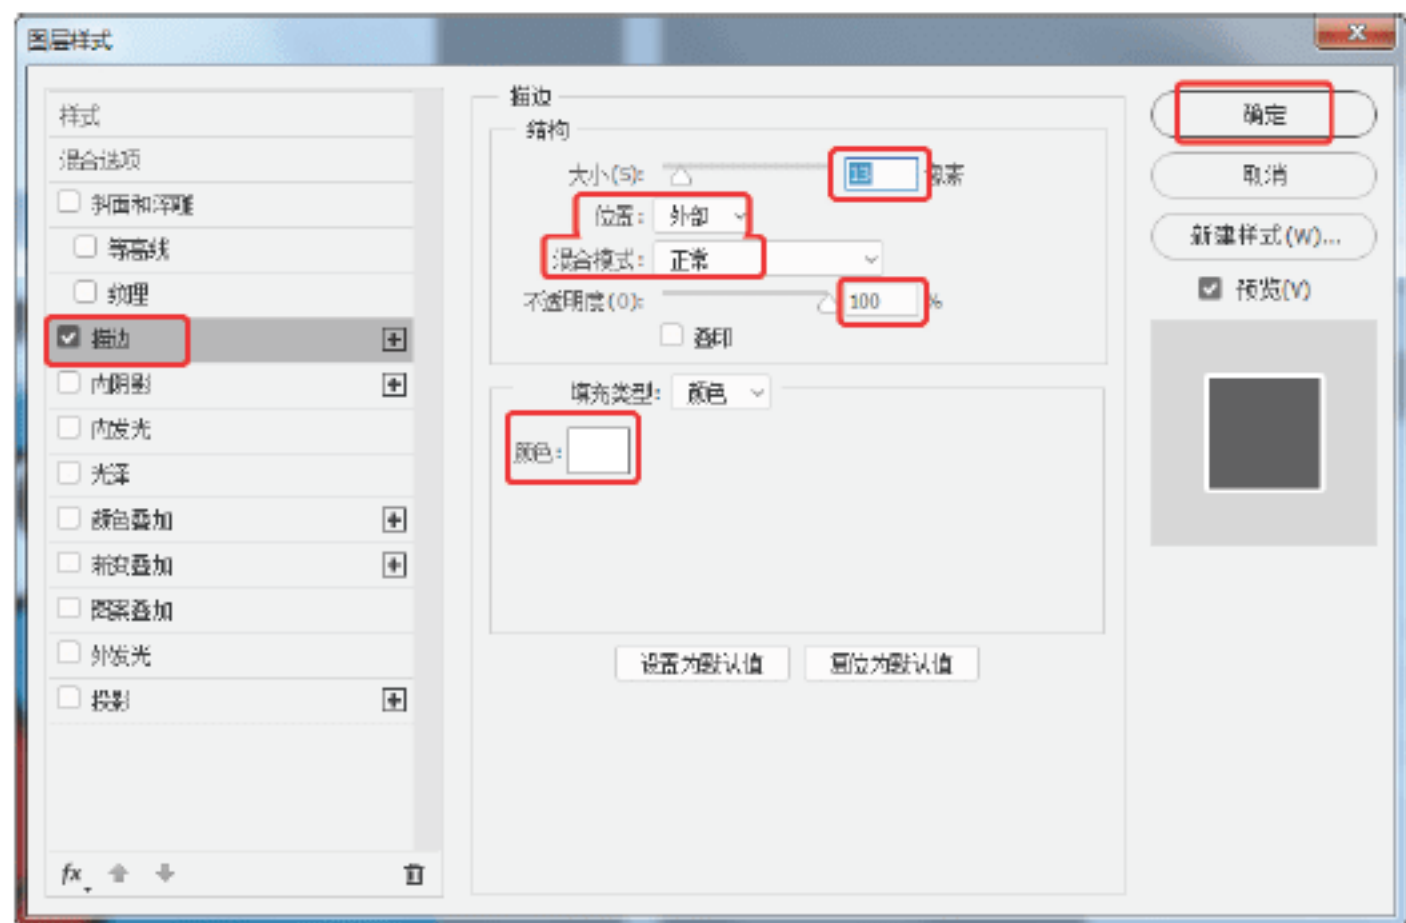 图层样式
样式
混合选项
斜面和浮雕
等高线
纹理
描边
内阴影
内发光
光泽
颜色叠加
渐变叠加
图案叠加
外发光
投影
fx
描边
结构
大小(S): 13 像素
位置: 外部
混合模式: 正常
不透明度(O): 100 %
叠印
填充类型: 颜色
颜色:
设置为默认值 复位为默认值
确定
取消
新建样式(W)...
预览(V)